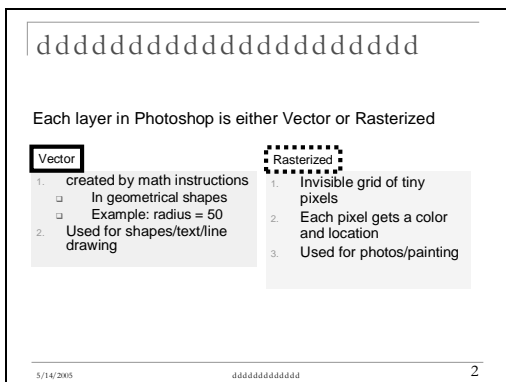 ddddddddddddddddddddd
Each layer in Photoshop is either Vector or Rasterized
Vector
1. created by math instructions
In geometrical shapes
Example: radius = 50
2. Used for shapes/text/line
drawing
Rasterized
1. Invisible grid of tiny
pixels
2. Each pixel gets a color
and location
3. Used for photos/painting
5/14/2005
ddddddddddddd
2